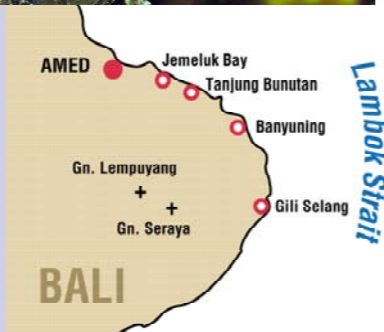 AMED
Jemeluk Bay
Tanjung Bunutan
Banyuning
Gn. Lempuyang
Gn. Seraya
Gili Selang
BALI
Lambok Strait